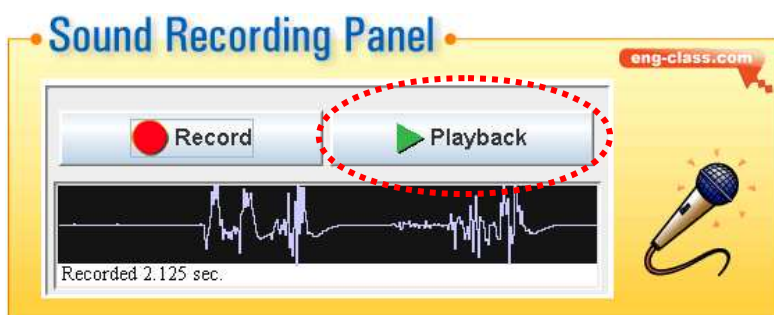 Sound Recording Panel
eng-class.com
Record
Playback
Recorded 2.125 sec.